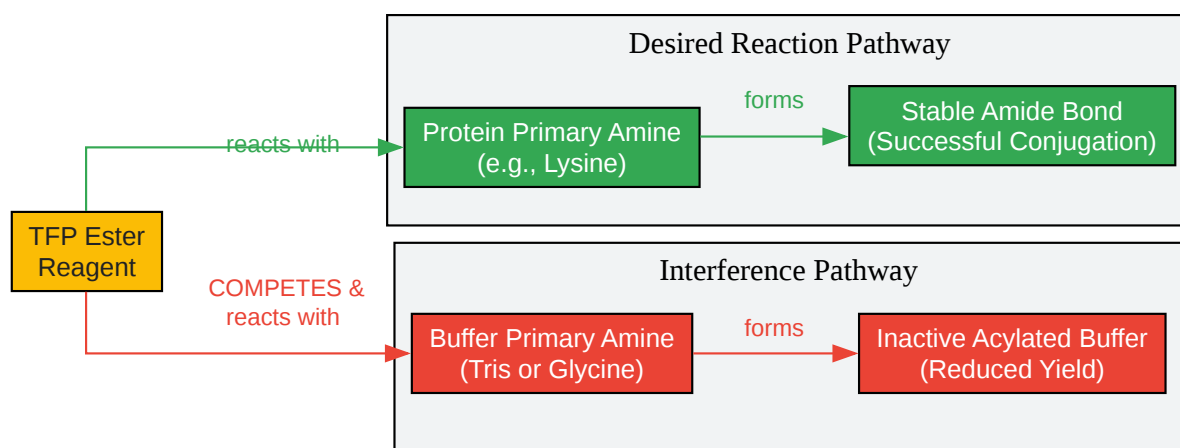 Desired Reaction Pathway
reacts with
Protein Primary Amine
(e.g., Lysine)
forms
Stable Amide Bond
(Successful Conjugation)
TFP Ester
Reagent
Interference Pathway
COMPETES &
reacts with
Buffer Primary Amine
(Tris or Glycine)
forms
Inactive Acylated Buffer
(Reduced Yield)